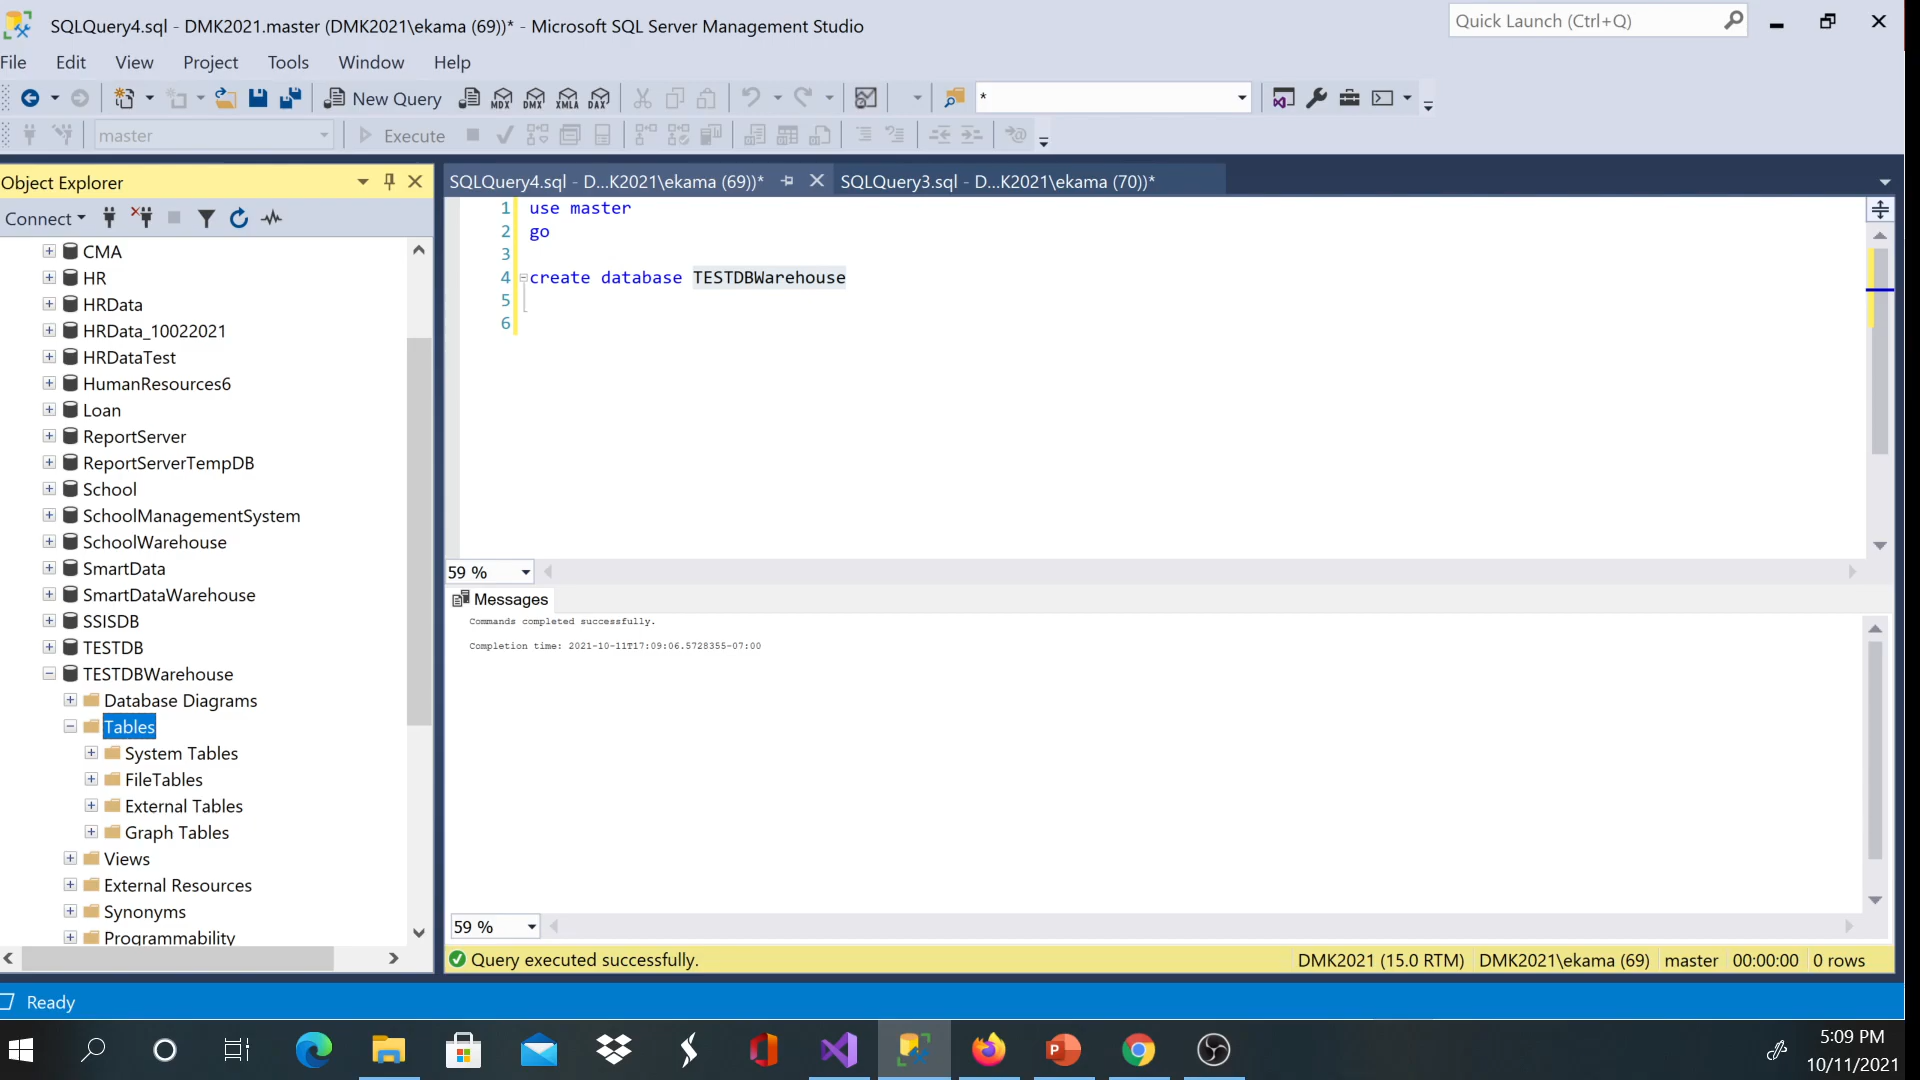 SQLQuery4.sql - DMK2021.master (DMK2021\ekama (69))* - Microsoft SQL Server Management Studio
Quick Launch (Ctrl+Q)
File Edit View Project Tools Window Help
New Query MDX DMX XMLA DAX *
master Execute
Object Explorer
Connect
CMA
HR
HRData
HRData_10022021
HRDataTest
HumanResources6
Loan
ReportServer
ReportServerTempDB
School
SchoolManagementSystem
SchoolWarehouse
SmartData
SmartDataWarehouse
SSISDB
TESTDB
TESTDBWarehouse
Database Diagrams
Tables
System Tables
FileTables
External Tables
Graph Tables
Views
External Resources
Synonyms
Programmability
SQLQuery4.sql - D...K2021\ekama (69))* SQLQuery3.sql - D...K2021\ekama (70))*
1 use master
2 go
3
4 create database TESTDBWarehouse
5
6
59 %
Messages
Commands completed successfully.
Completion time: 2021-10-11T17:09:06.5728355-07:00
59 %
Query executed successfully. DMK2021 (15.0 RTM) DMK2021\ekama (69) master 00:00:00 0 rows
Ready
5:09 PM
10/11/2021